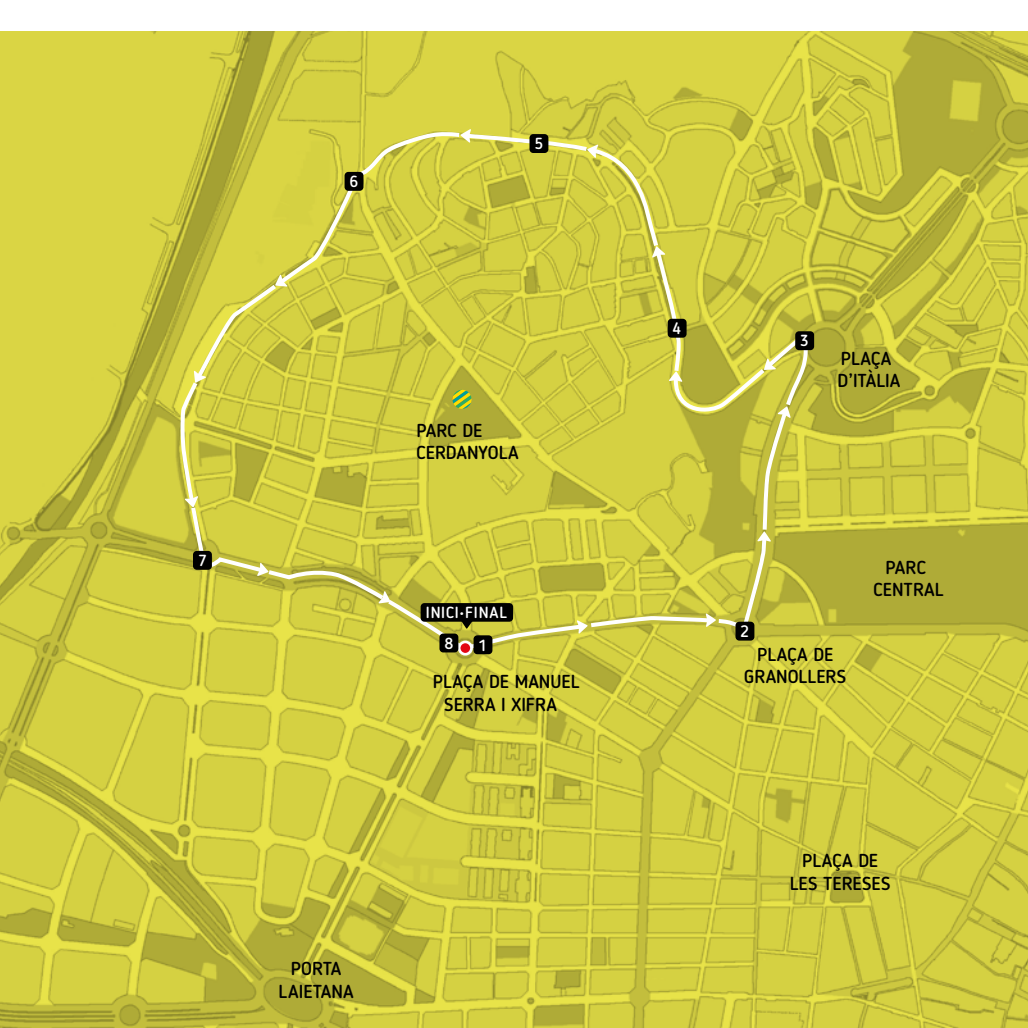 5
6
4
3
PLAÇA
D'ITÀLIA
PARC DE
CERDANYOLA
7
PARC
CENTRAL
INICI·FINAL
8 1
2
PLAÇA DE
GRANOLLERS
PLAÇA DE MANUEL
SERRA I XIFRA
PLAÇA DE
LES TERESES
PORTA
LAIETANA